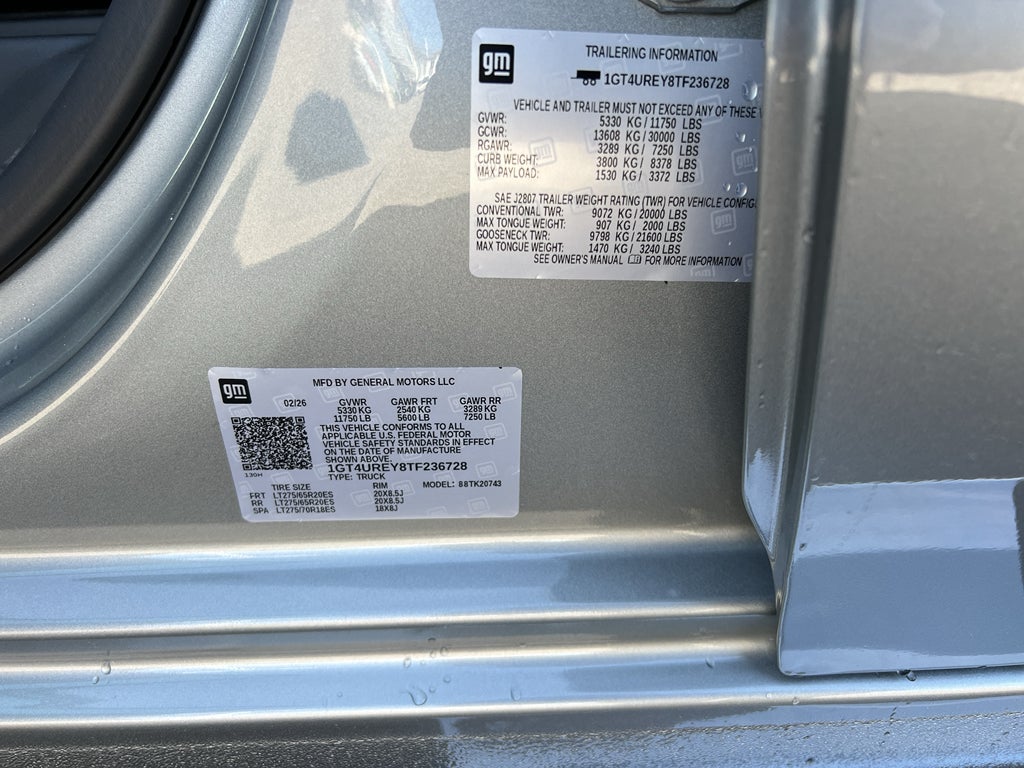 gm
TRAILERING INFORMATION
88 1GT4UREY8TF236728
VEHICLE AND TRAILER MUST NOT EXCEED ANY OF THESE
GVWR: 5330 KG / 11750 LBS
GCWR: 13608 KG / 30000 LBS
RGAWR: 3289 KG / 7250 LBS
CURB WEIGHT: 3800 KG / 8378 LBS
MAX PAYLOAD: 1530 KG / 3372 LBS
SAE J2807 TRAILER WEIGHT RATING (TWR) FOR VEHICLE
CONVENTIONAL TWR: 9072 KG / 20000 LBS
MAX TONGUE WEIGHT: 907 KG / 2000 LBS
GOOSENECK TWR: 9798 KG / 21600 LBS
MAX TONGUE WEIGHT: 1470 KG / 3240 LBS
SEE OWNER'S MANUAL FOR MORE INFORMATION
gm
MFD BY GENERAL MOTORS LLC
02/26 GVWR GAWR FRT GAWR RR
5330 KG 2540 KG 3289 KG
11750 LB 5600 LB 7250 LB
THIS VEHICLE CONFORMS TO ALL
APPLICABLE U.S. FEDERAL MOTOR
VEHICLE SAFETY STANDARDS IN EFFECT
ON THE DATE OF MANUFACTURE
SHOWN ABOVE.
1GT4UREY8TF236728
TYPE: TRUCK
TIRE SIZE RIM MODEL: 88TK20743
FRT LT275/65R20ES 20X8.5J
RR LT275/65R20ES 20X8.5J
SPA LT275/70R18ES 18X8J